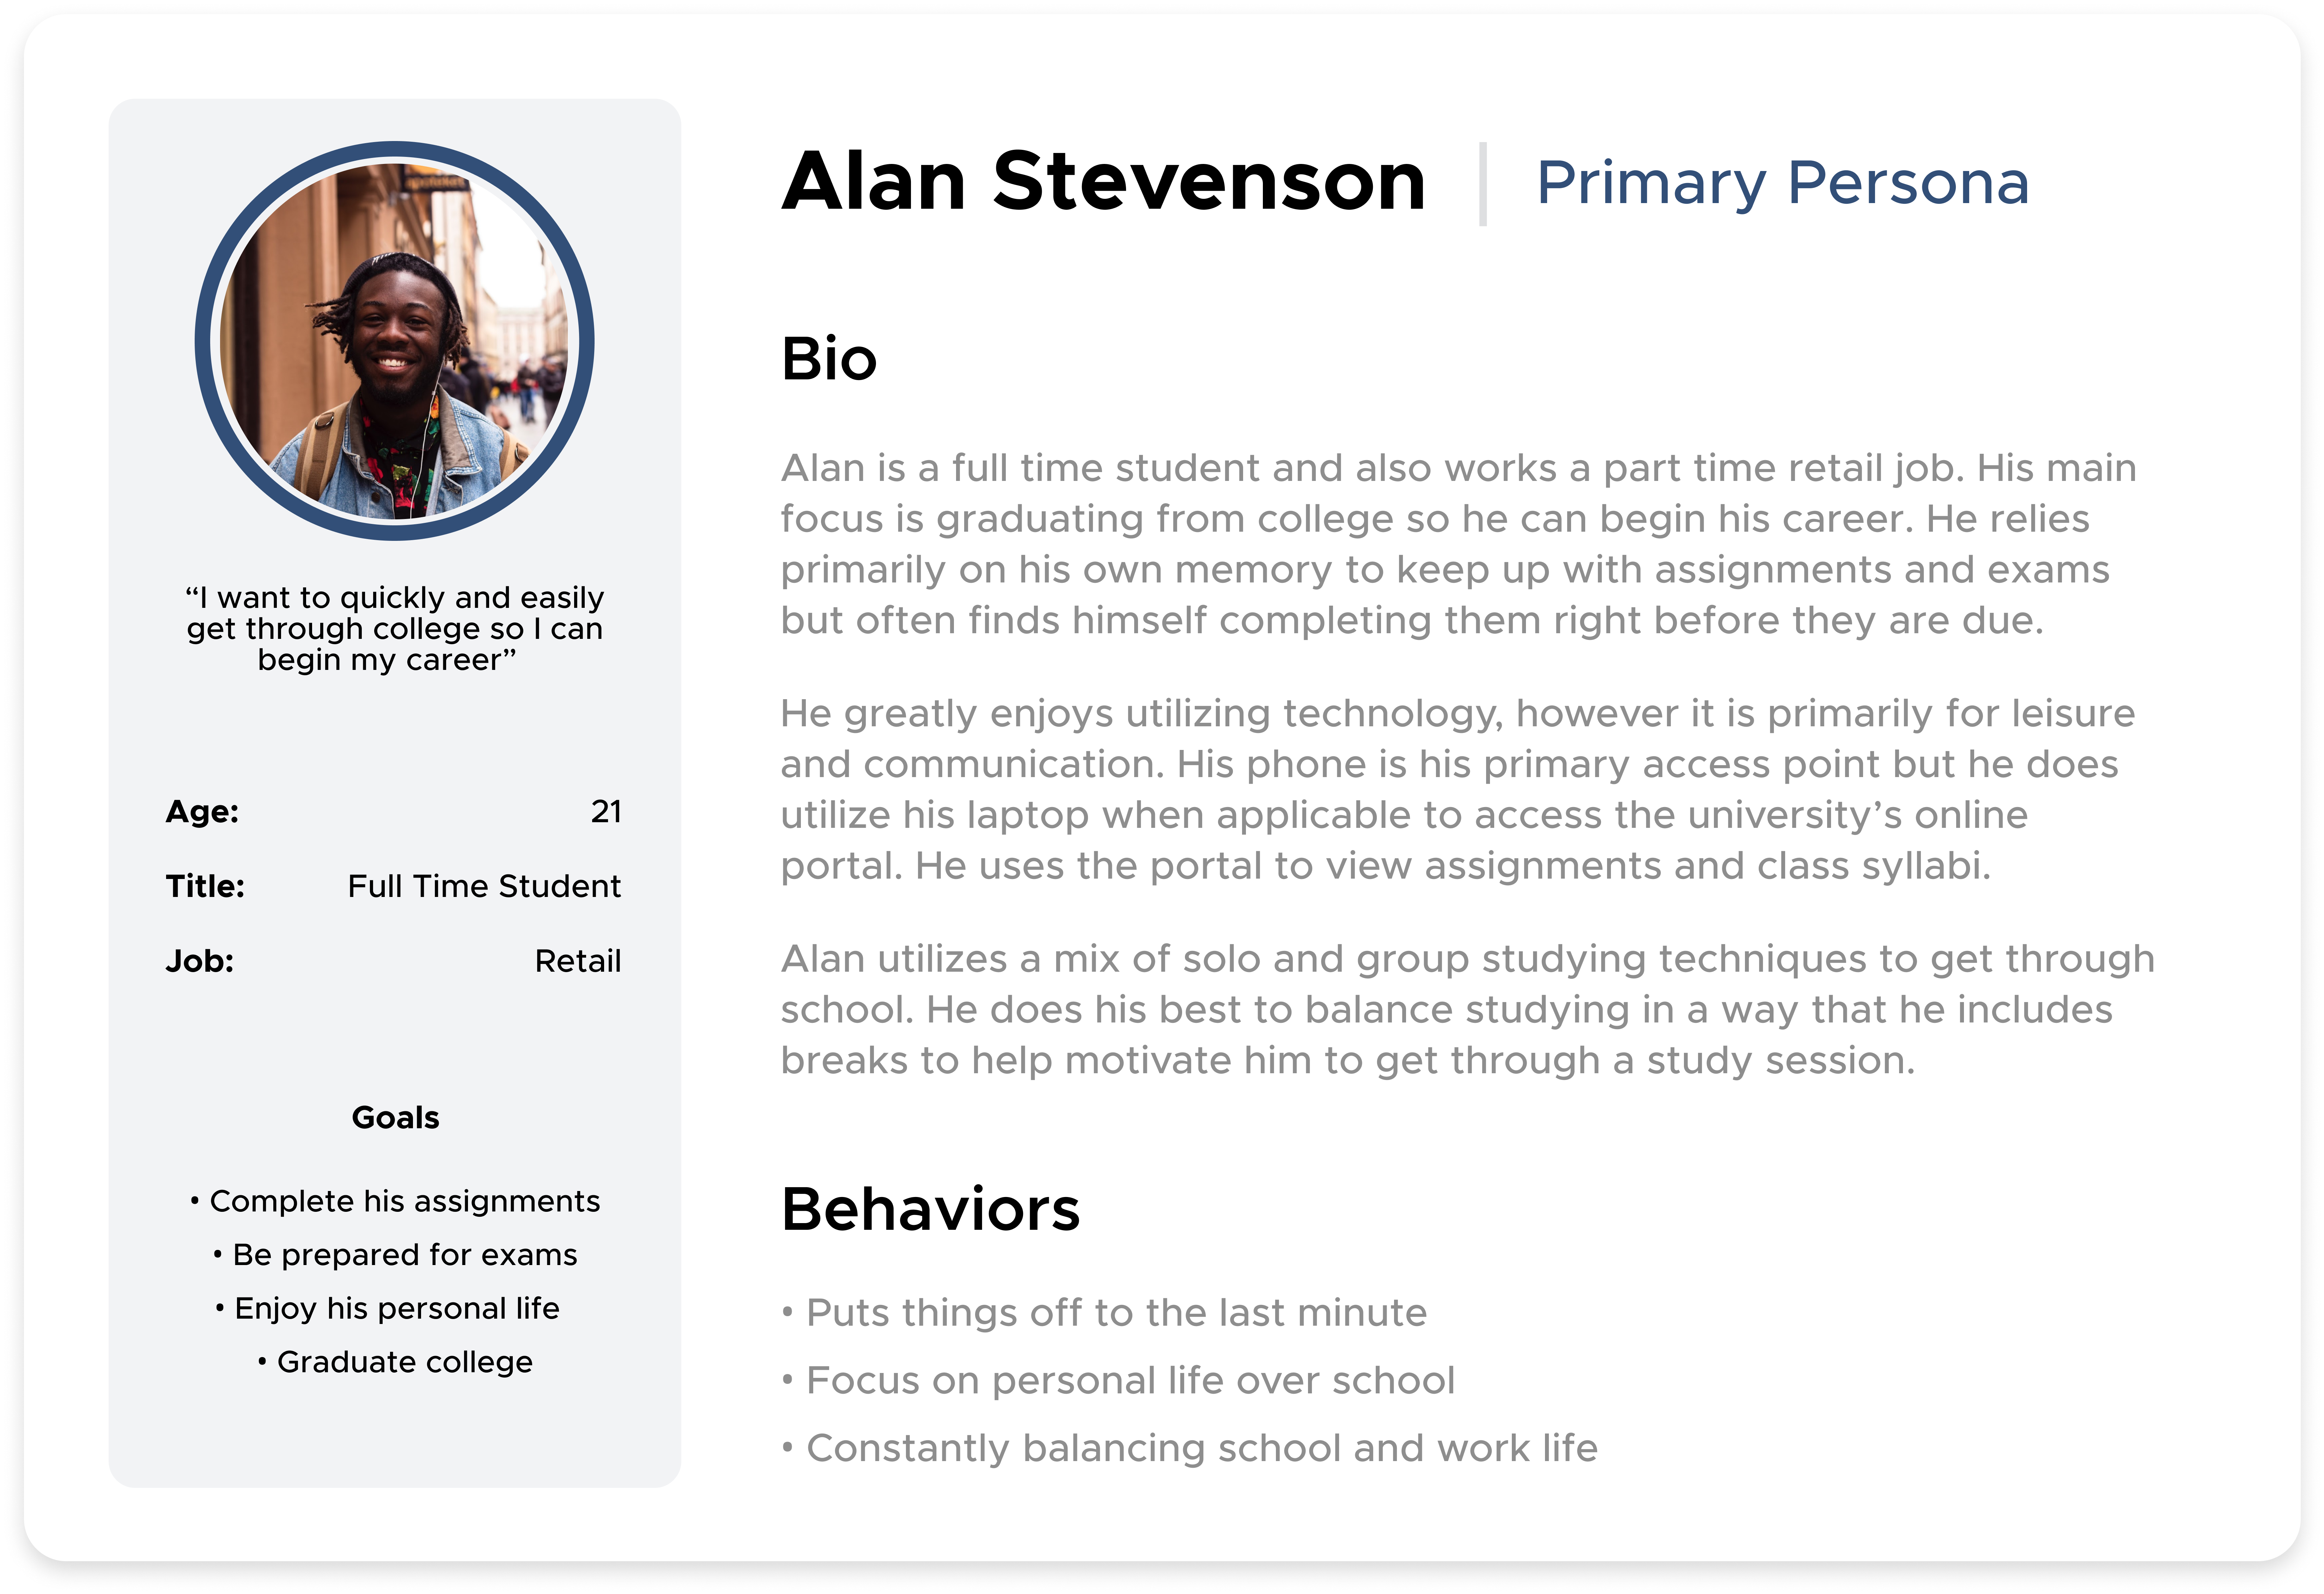 Alan Stevenson | Primary Persona
“I want to quickly and easily
get through college so I can
begin my career”
Age: 21
Title: Full Time Student
Job: Retail
Goals
• Complete his assignments
• Be prepared for exams
• Enjoy his personal life
• Graduate college
Bio
Alan is a full time student and also works a part time retail job. His main
focus is graduating from college so he can begin his career. He relies
primarily on his own memory to keep up with assignments and exams
but often finds himself completing them right before they are due.
He greatly enjoys utilizing technology, however it is primarily for leisure
and communication. His phone is his primary access point but he does
utilize his laptop when applicable to access the university’s online
portal. He uses the portal to view assignments and class syllabi.
Alan utilizes a mix of solo and group studying techniques to get through
school. He does his best to balance studying in a way that he includes
breaks to help motivate him to get through a study session.
Behaviors
• Puts things off to the last minute
• Focus on personal life over school
• Constantly balancing school and work life